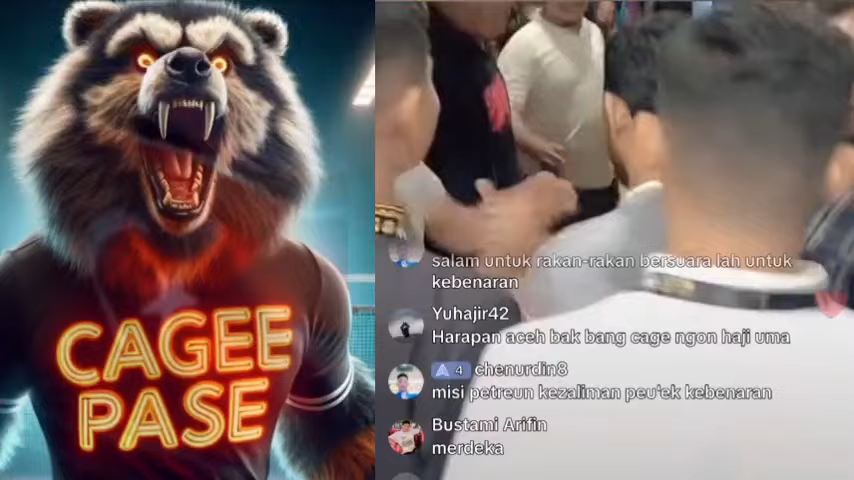 CAGEE
PASE
salam untuk rakan-rakan bersuara lah untuk
kebenaran
Yuhajir42
Harapan aceh bak bang cage ngon haji uma
4 chenurdin8
misi petreun kezaliman peu'ek kebenaran
Bustami Arifin
merdeka